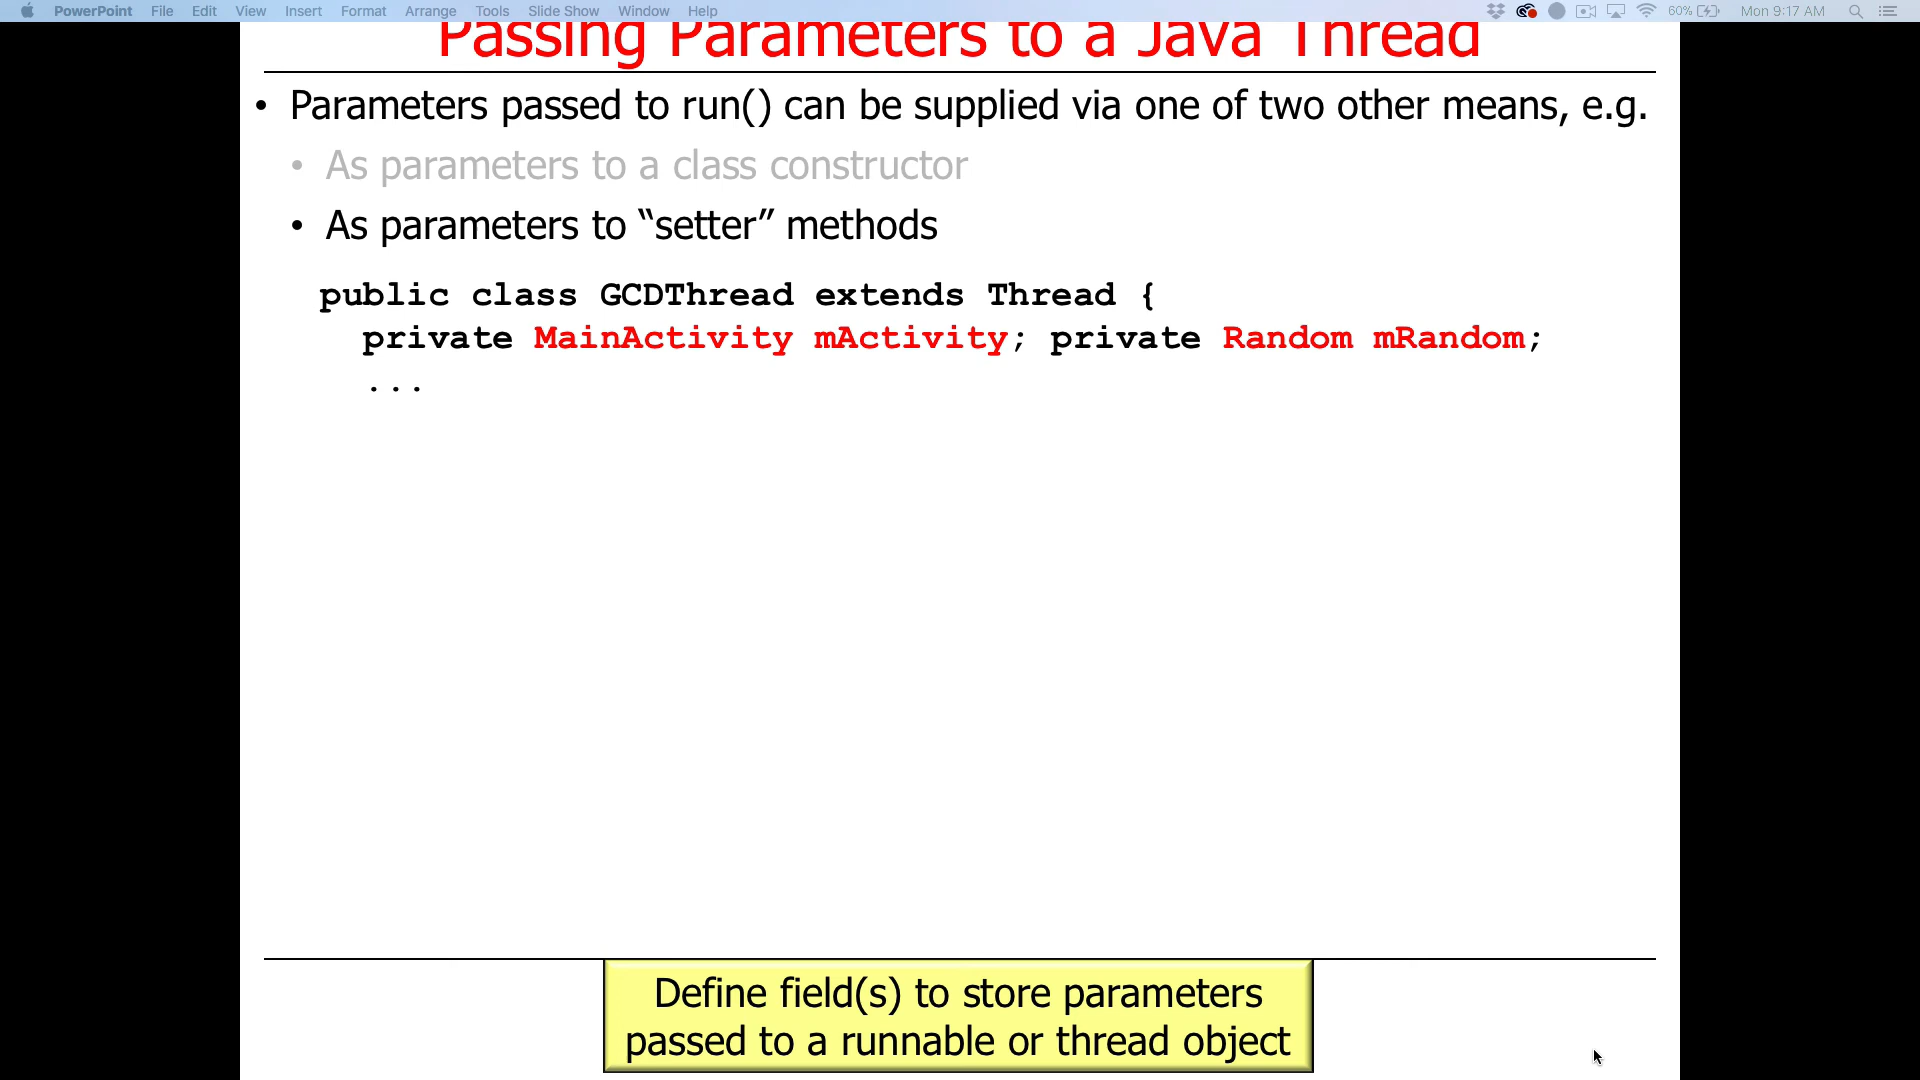 PowerPoint File Edit View Insert Format Arrange Tools Slide Show Window Help 60% Mon 9:17 AM
Passing Parameters to a Java Thread
• Parameters passed to run() can be supplied via one of two other means, e.g.
• As parameters to a class constructor
• As parameters to “setter” methods
public class GCDThread extends Thread {
private MainActivity mActivity; private Random mRandom;
...
Define field(s) to store parameters
passed to a runnable or thread object